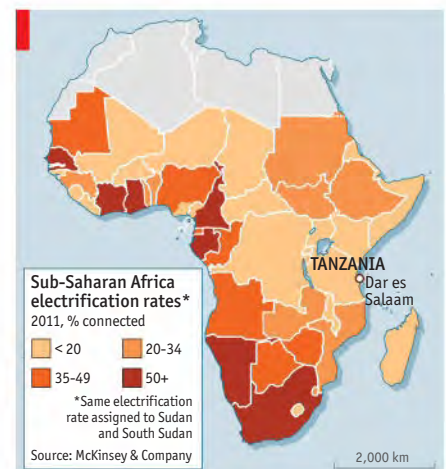 TANZANIA
Dar es
Salaam
Sub-Saharan Africa
electrification rates*
2011, % connected
< 20
20-34
35-49
50+
*Same electrification
rate assigned to Sudan
and South Sudan
Source: McKinsey & Company
2,000 km